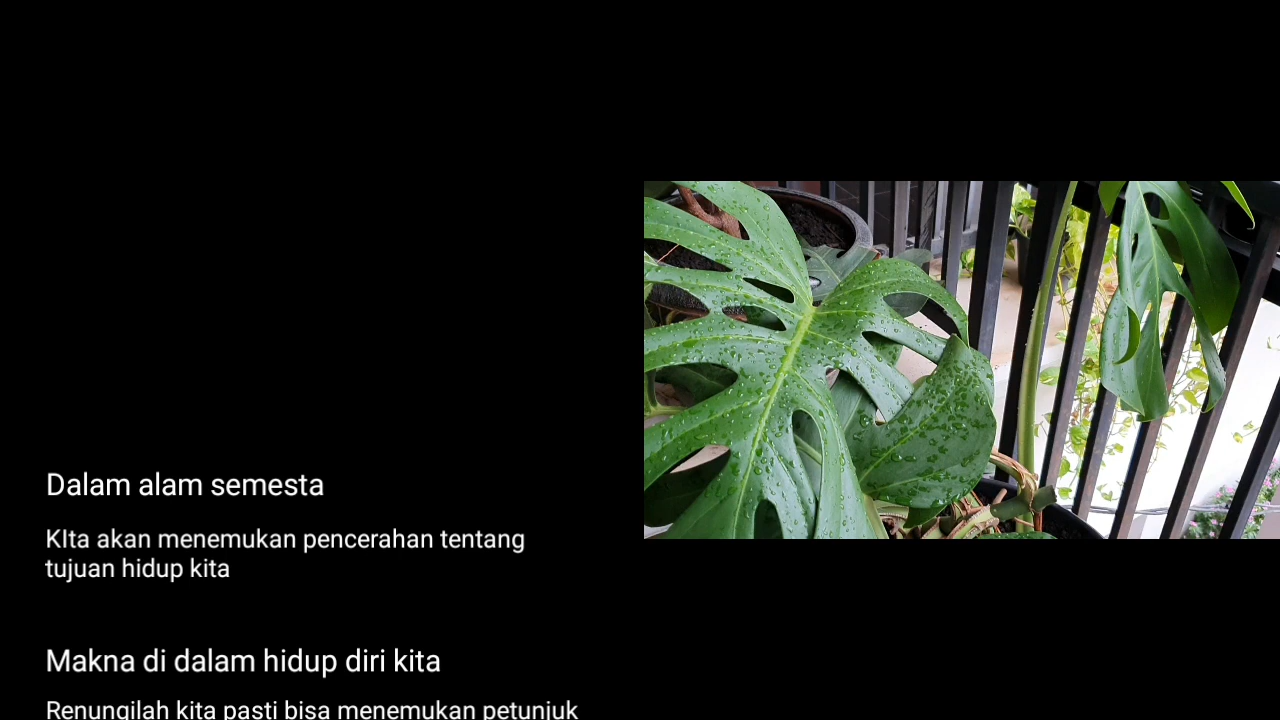 Dalam alam semesta
KIta akan menemukan pencerahan tentang
tujuan hidup kita
Makna di dalam hidup diri kita
Renungilah kita pasti bisa menemukan petunjuk